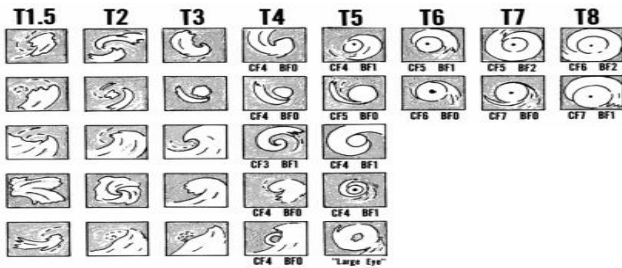 T1.5 T2 T3 T4 T5 T6 T7 T8
CF4 BF0 CF4 BF1 CF5 BF1 CF5 BF2 CF6 BF2
CF4 BF0 CF5 BF0 CF6 BF0 CF7 BF0 CF7 BF1
CF3 BF1 CF4 BF1
CF4 BF0 CF4 BF1
CF4 BF0 "Large Eye"